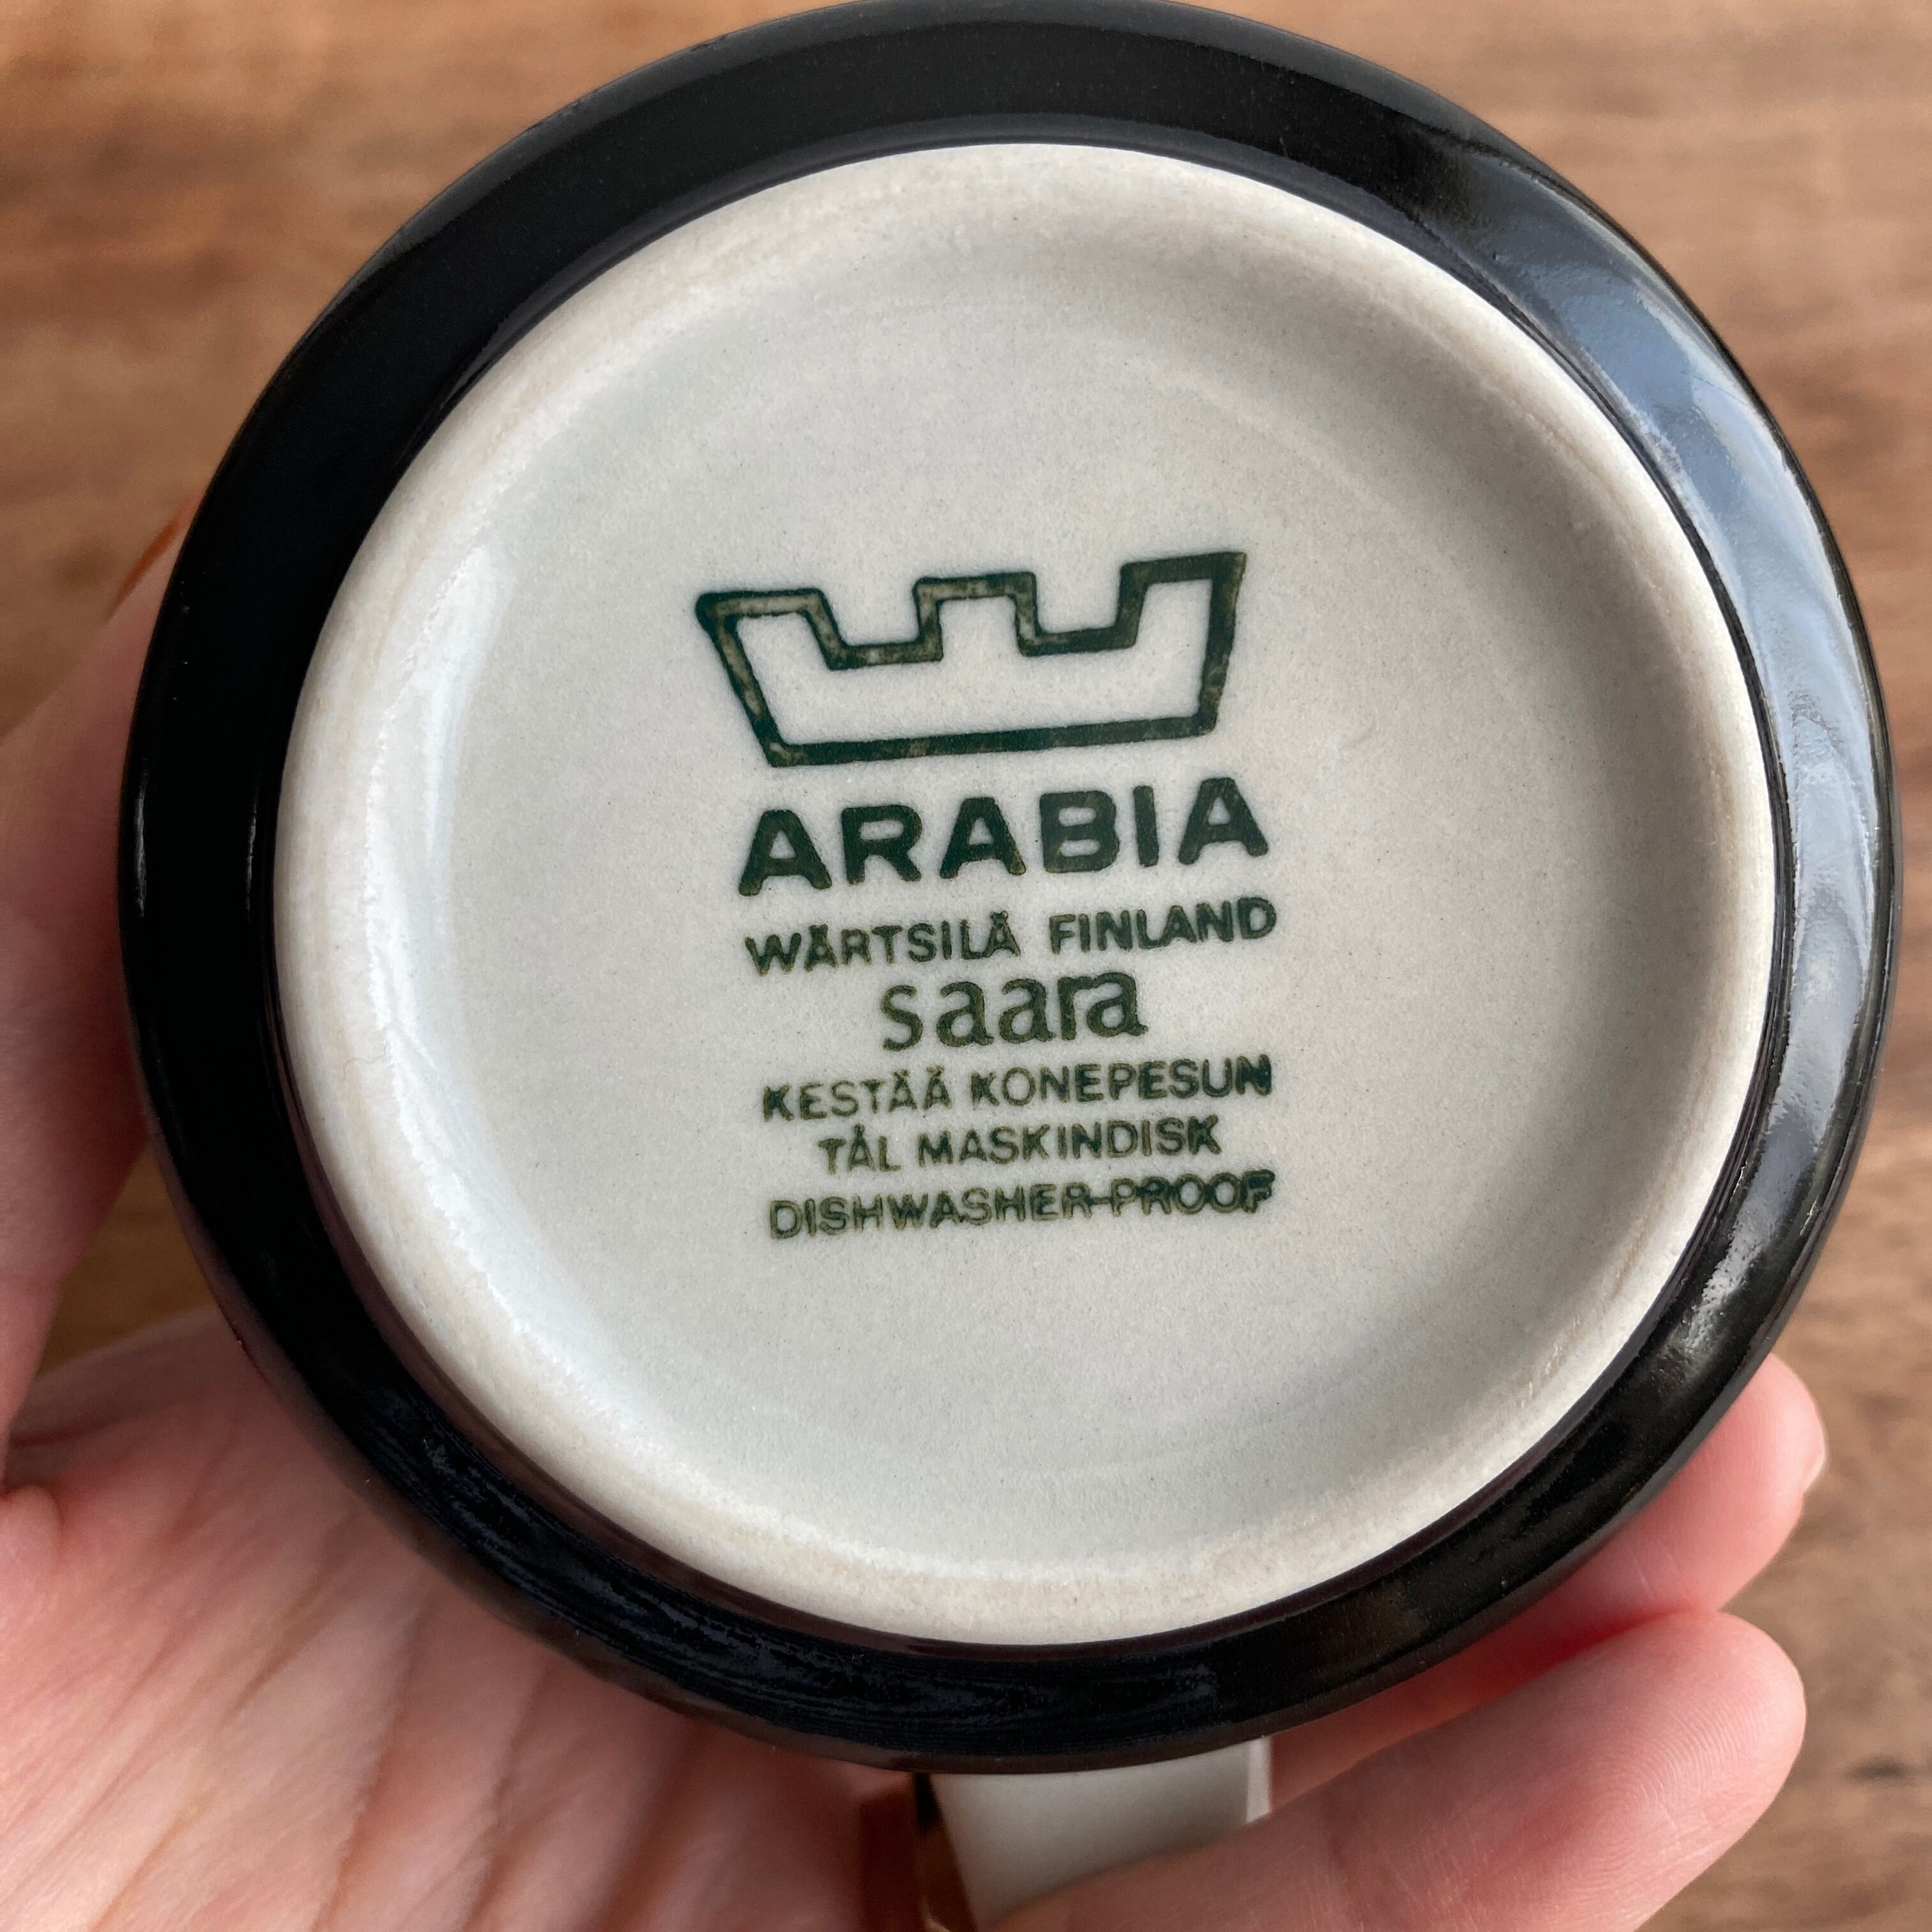 ARABIA
WÄRTSILÄ FINLAND
saara
KESTÄÄ KONEPESUN
TÅL MASKINDISK
DISHWASHER-PROOF